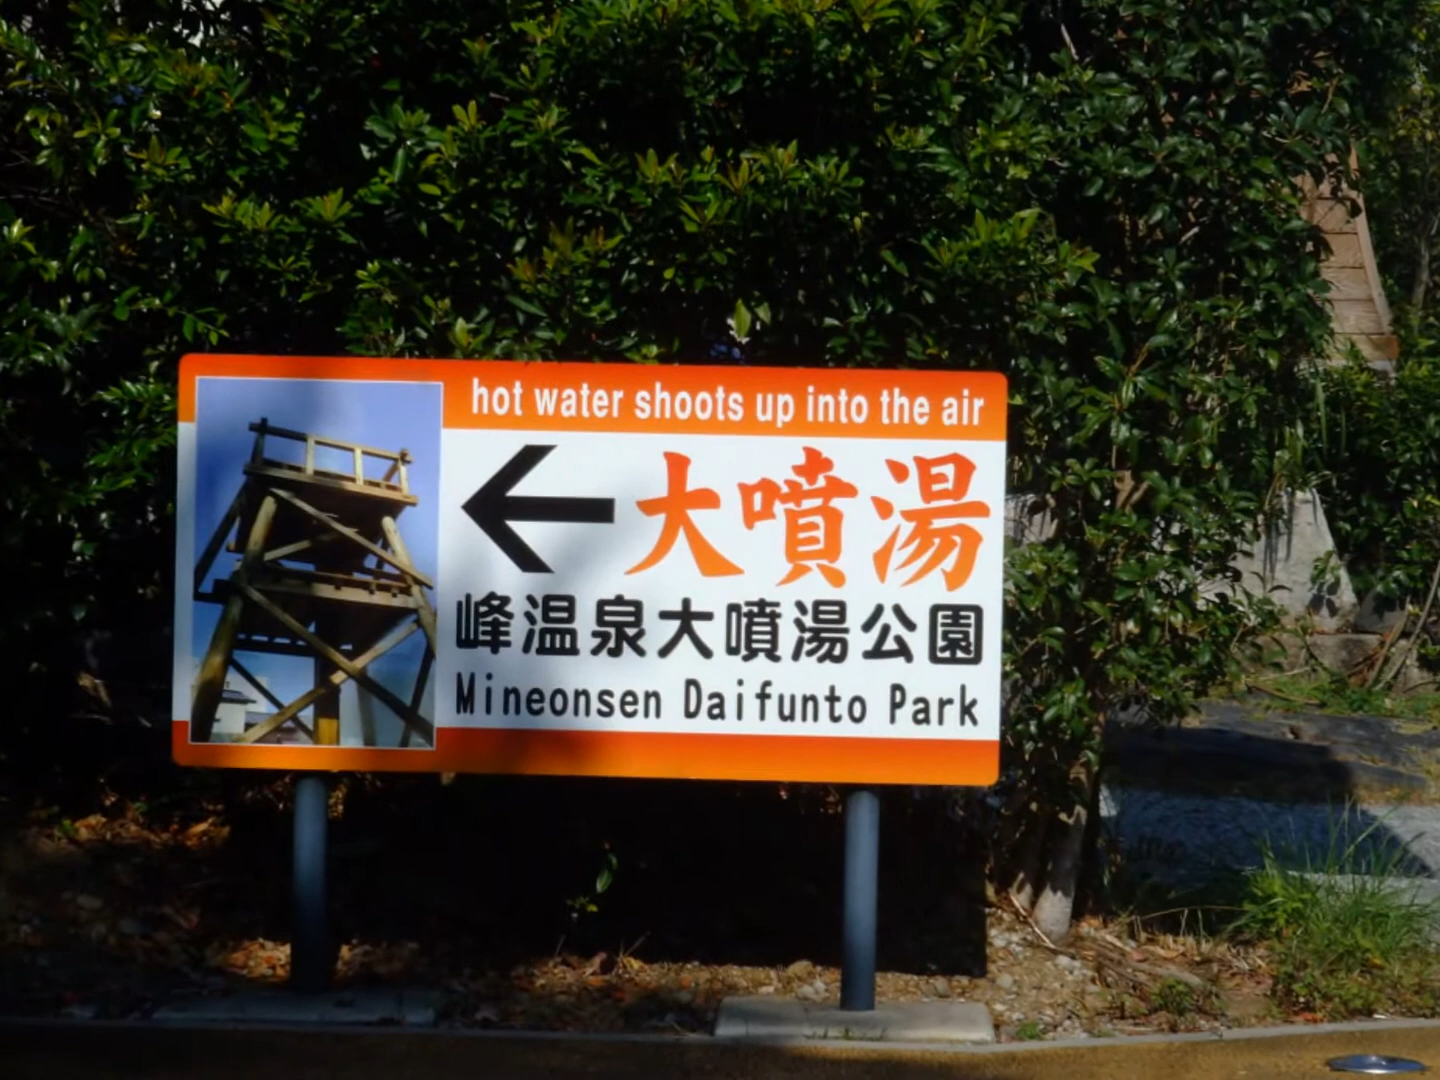 hot water shoots up into the air
←大噴湯
峰温泉大噴湯公園
Mineonsen Daifunto Park